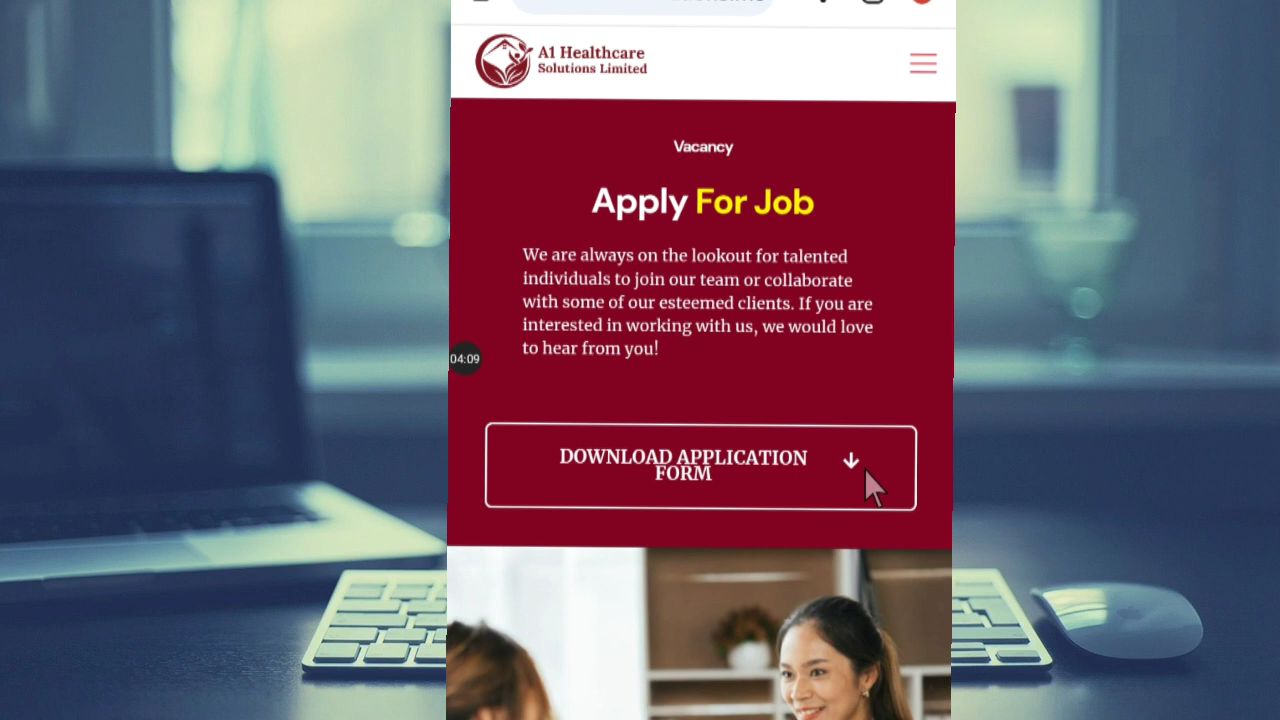 A1 Healthcare
Solutions Limited
Vacancy
Apply For Job
We are always on the lookout for talented
individuals to join our team or collaborate
with some of our esteemed clients. If you are
interested in working with us, we would love
to hear from you!
04:09
DOWNLOAD APPLICATION
FORM